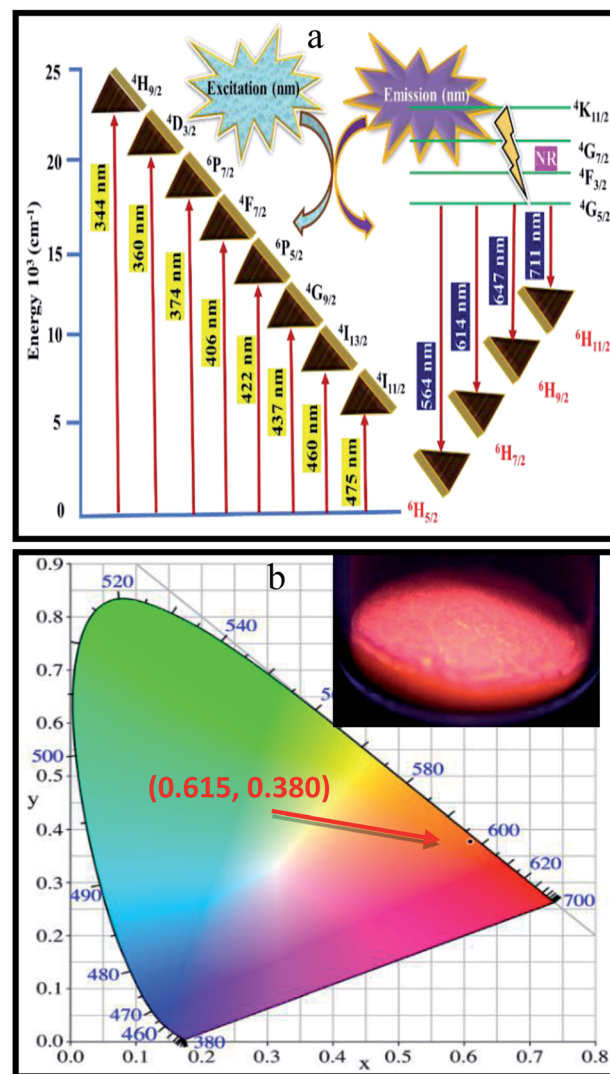 a
Energy 10³ (cm⁻¹)
25
20
15
10
5
0
Excitation (nm)
Emission (nm)
⁴H₉/₂
⁴D₃/₂
⁶P₇/₂
⁴F₇/₂
⁶P₅/₂
⁴G₉/₂
⁴I₁₃/₂
⁴I₁₁/₂
344 nm
360 nm
374 nm
406 nm
422 nm
437 nm
460 nm
475 nm
⁴K₁₁/₂
⁴G₇/₂
NR
⁴F₃/₂
⁴G₅/₂
564 nm
614 nm
647 nm
711 nm
⁶H₁₁/₂
⁶H₉/₂
⁶H₇/₂
⁶H₅/₂
b
0.9
0.8
0.7
0.6
0.5
0.4
0.3
0.2
0.1
0.0
y
520
540
580
600
620
700
500
490
480
470
460
380
(0.615, 0.380)
0.0 0.1 0.2 0.3 0.4 0.5 0.6 0.7 0.8
x